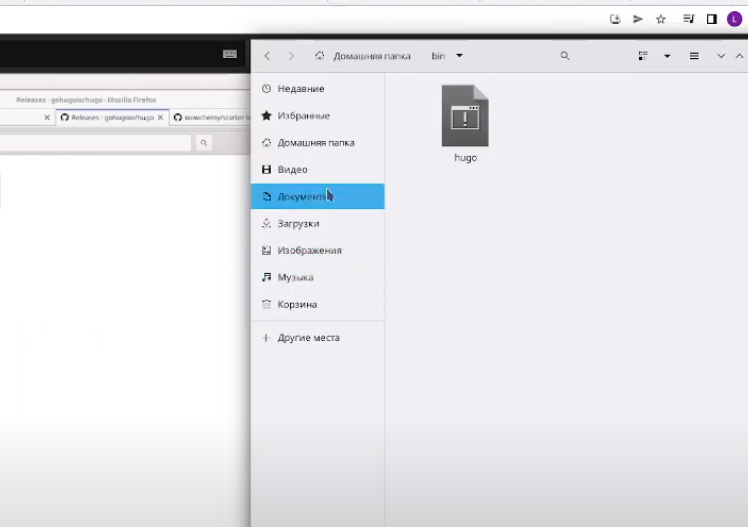 L
Домашняя папка bin
Releases · gohugoio/hugo - Mozilla Firefox
Releases · gohugoio/hugo
wowchemy/starter-h
Недавние
Избранные
Домашняя папка
Видео
Документы
Загрузки
Изображения
Музыка
Корзина
Другие места
hugo